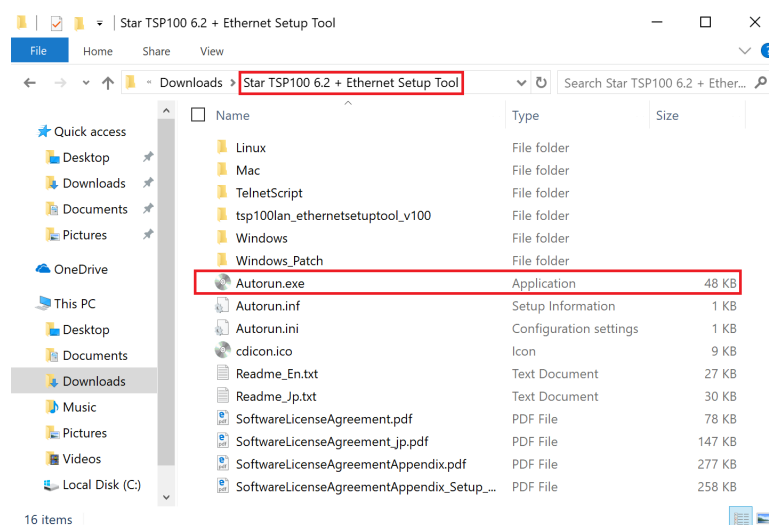 Star TSP100 6.2 + Ethernet Setup Tool
File Home Share View
« Downloads > Star TSP100 6.2 + Ethernet Setup Tool Search Star TSP100 6.2 + Ether...
Name Type Size
Quick access
Desktop
Downloads
Documents
Pictures
OneDrive
This PC
Desktop
Documents
Downloads
Music
Pictures
Videos
Local Disk (C:)
Linux File folder
Mac File folder
TelnetScript File folder
tsp100lan_ethernetsetuptool_v100 File folder
Windows File folder
Windows_Patch File folder
Autorun.exe Application 48 KB
Autorun.inf Setup Information 1 KB
Autorun.ini Configuration settings 1 KB
cdicon.ico Icon 9 KB
Readme_En.txt Text Document 27 KB
Readme_Jp.txt Text Document 30 KB
SoftwareLicenseAgreement.pdf PDF File 78 KB
SoftwareLicenseAgreement_jp.pdf PDF File 147 KB
SoftwareLicenseAgreementAppendix.pdf PDF File 277 KB
SoftwareLicenseAgreementAppendix_Setup_... PDF File 258 KB
16 items